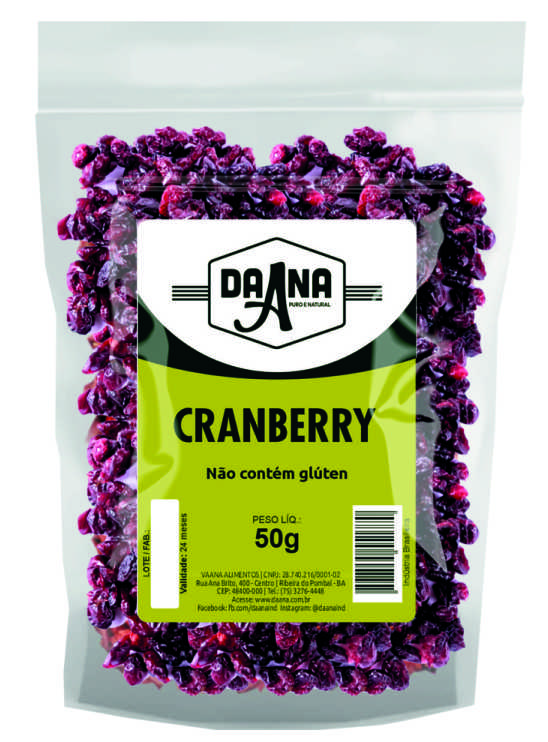 DAANA
PURO E NATURAL
CRANBERRY
Não contém glúten
PESO LÍQ.:
50g
LOTE / FAB.:
Validade: 24 meses
Indústria Brasileira
VAANA ALIMENTOS | CNPJ: 28.740.216/0001-02
Rua Ana Brito, 400 - Centro | Ribeira do Pombal - BA
CEP: 48400-000 | Tel.: (75) 3276-4448
Acesse: www.daana.com.br
Facebook: fb.com/daanaind Instagram: @daanaind